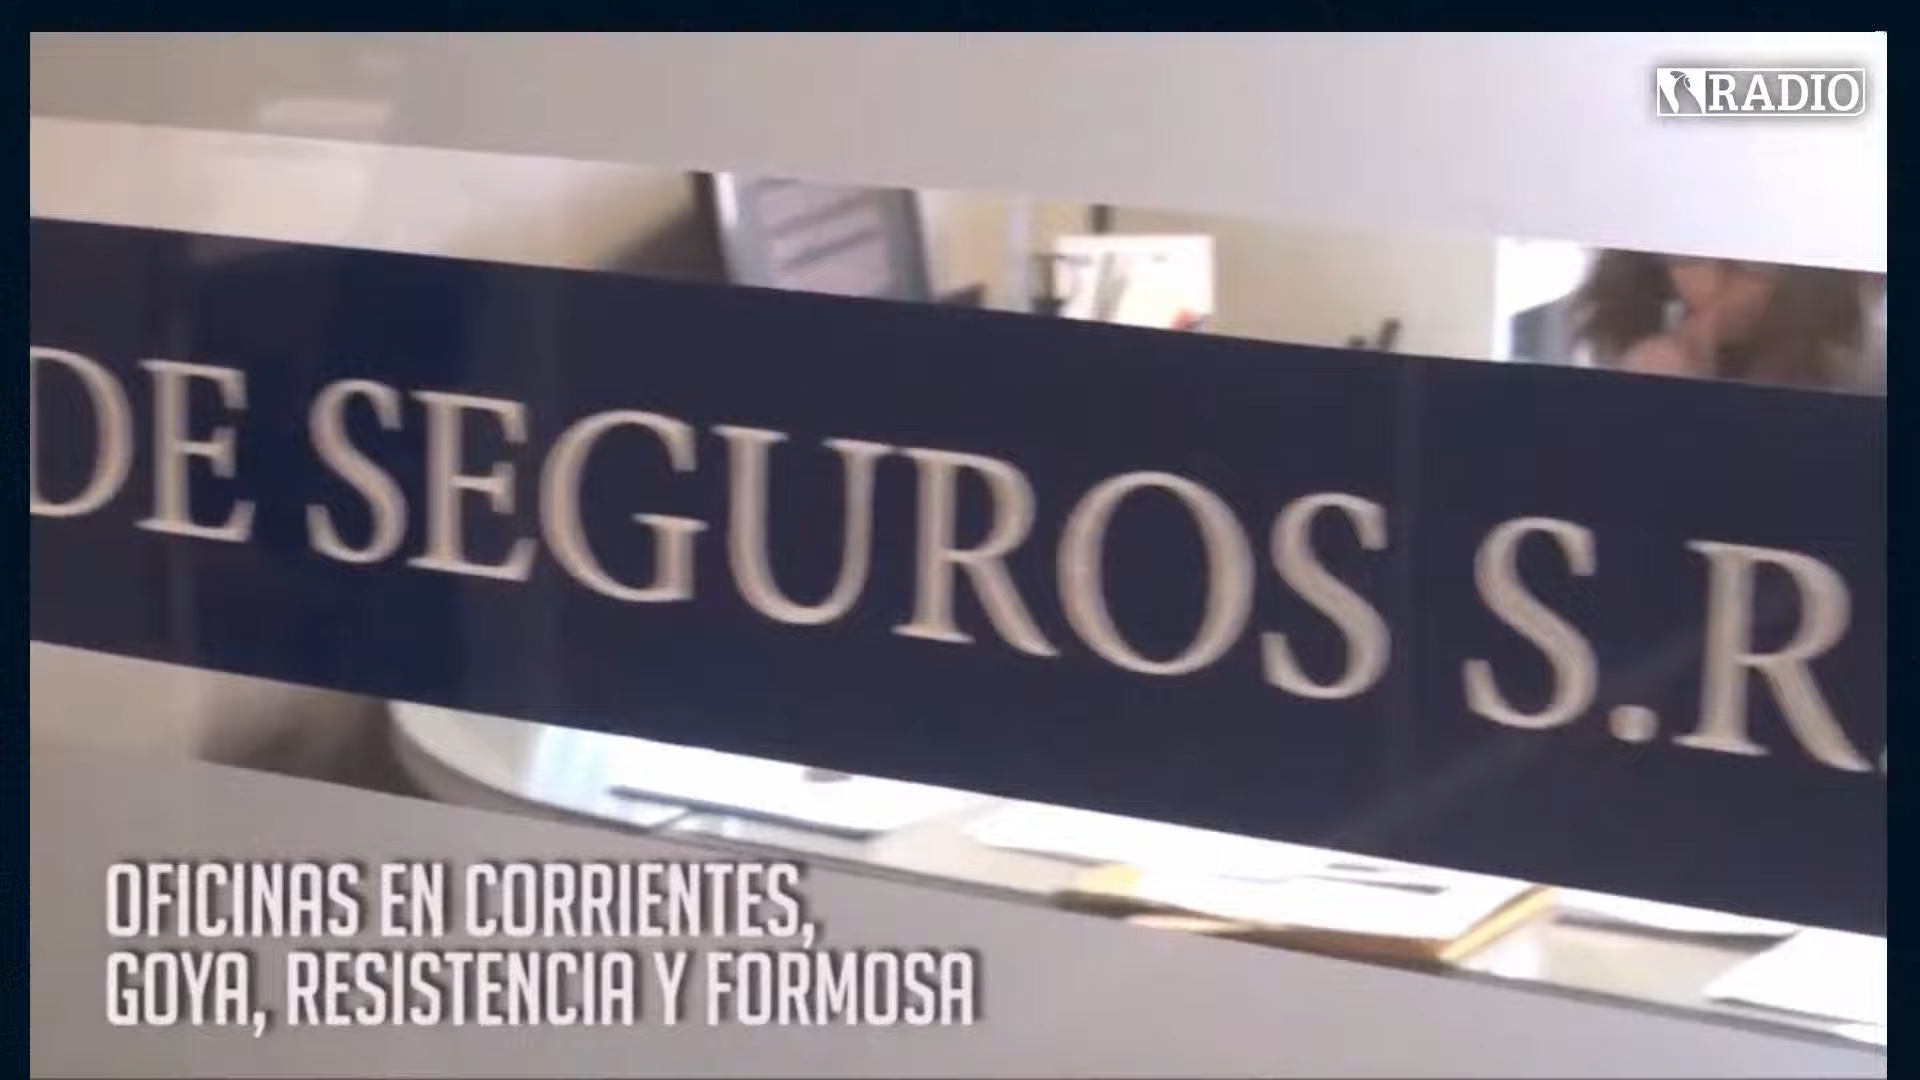 RADIO
DE SEGUROS S.R.
OFICINAS EN CORRIENTES,
GOYA, RESISTENCIA Y FORMOSA